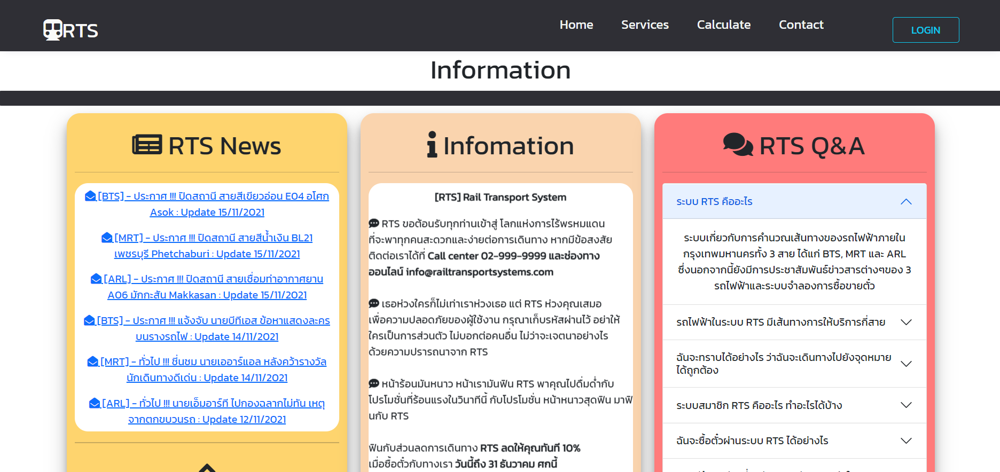 RTS
Home Services Calculate Contact LOGIN
Information
RTS News
[BTS] - ประกาศ !!! ปิดสถานี สายสีเขียวอ่อน E04 อโศก
Asok : Update 15/11/2021
[MRT] - ประกาศ !!! ปิดสถานี สายสีน้ำเงิน BL21
เพชรบุรี Phetchaburi : Update 15/11/2021
[ARL] - ประกาศ !!! ปิดสถานี สายเชื่อมท่าอากาศยาน
A06 มักกะสัน Makkasan : Update 15/11/2021
[BTS] - ประกาศ !!! แจ้งจับ นายบีทีเอส ข้อหาแสดงละคร
บนรางรถไฟ : Update 14/11/2021
[MRT] - ทั่วไป !!! ชื่นชม นายเออาร์แอล หลังคว้ารางวัล
นักเดินทางดีเด่น : Update 14/11/2021
[ARL] - ทั่วไป !!! นายเอ็มอาร์ที ไปกองฉลากไม่ทัน เหตุ
จากตกขบวนรถ : Update 12/11/2021
Infomation
[RTS] Rail Transport System
RTS ขอต้อนรับทุกท่านเข้าสู่ โลกแห่งการไร้พรหมแดน
ที่จะพาทุกคนสะดวกและง่ายต่อการเดินทาง หากมีข้อสงสัย
ติดต่อเราได้ที่ Call center 02-999-9999 และช่องทาง
ออนไลน์ info@railtransportsystems.com
เธอห่วงใครก็ไม่เท่าเราห่วงเธอ แต่ RTS ห่วงคุณเสมอ
เพื่อความปลอดภัยของผู้ใช้งาน กรุณาเก็บรหัสผ่านไว้ อย่าให้
ใครเป็นการส่วนตัว ไม่บอกต่อคนอื่น ไม่ว่าจะเจตนาอย่างไร
ด้วยความปรารถนาจาก RTS
หน้าร้อนมันหนาว หน้าเรามันฟิน RTS พาคุณไปดื่มด่ำกับ
โปรโมชั่นที่ร้อนแรงในวินาทีนี้ กับโปรโมชั่น หน้าหนาวสุดฟิน มาฟิ
นกับ RTS
ฟินกับส่วนลดการเดินทาง RTS ลดให้คุณทันที 10%
เมื่อซื้อตั๋วกับทางเรา วันนี้ถึง 31 ธันวาคม ศกนี้
RTS Q&A
ระบบ RTS คืออะไร
ระบบเกี่ยวกับการคำนวณเส้นทางของรถไฟฟ้าภายใน
กรุงเทพมหานครทั้ง 3 สาย ได้แก่ BTS, MRT และ ARL
ซึ่งนอกจากนี้ยังมีการประชาสัมพันธ์ข่าวสารต่างๆของ 3
รถไฟฟ้าและระบบจำลองการซื้อขายตั๋ว
รถไฟฟ้าในระบบ RTS มีเส้นทางการให้บริการกี่สาย
ฉันจะทราบได้อย่างไร ว่าฉันจะเดินทางไปยังจุดหมาย
ได้ถูกต้อง
ระบบสมาชิก RTS คืออะไร ทำอะไรได้บ้าง
ฉันจะซื้อตั๋วผ่านระบบ RTS ได้อย่างไร